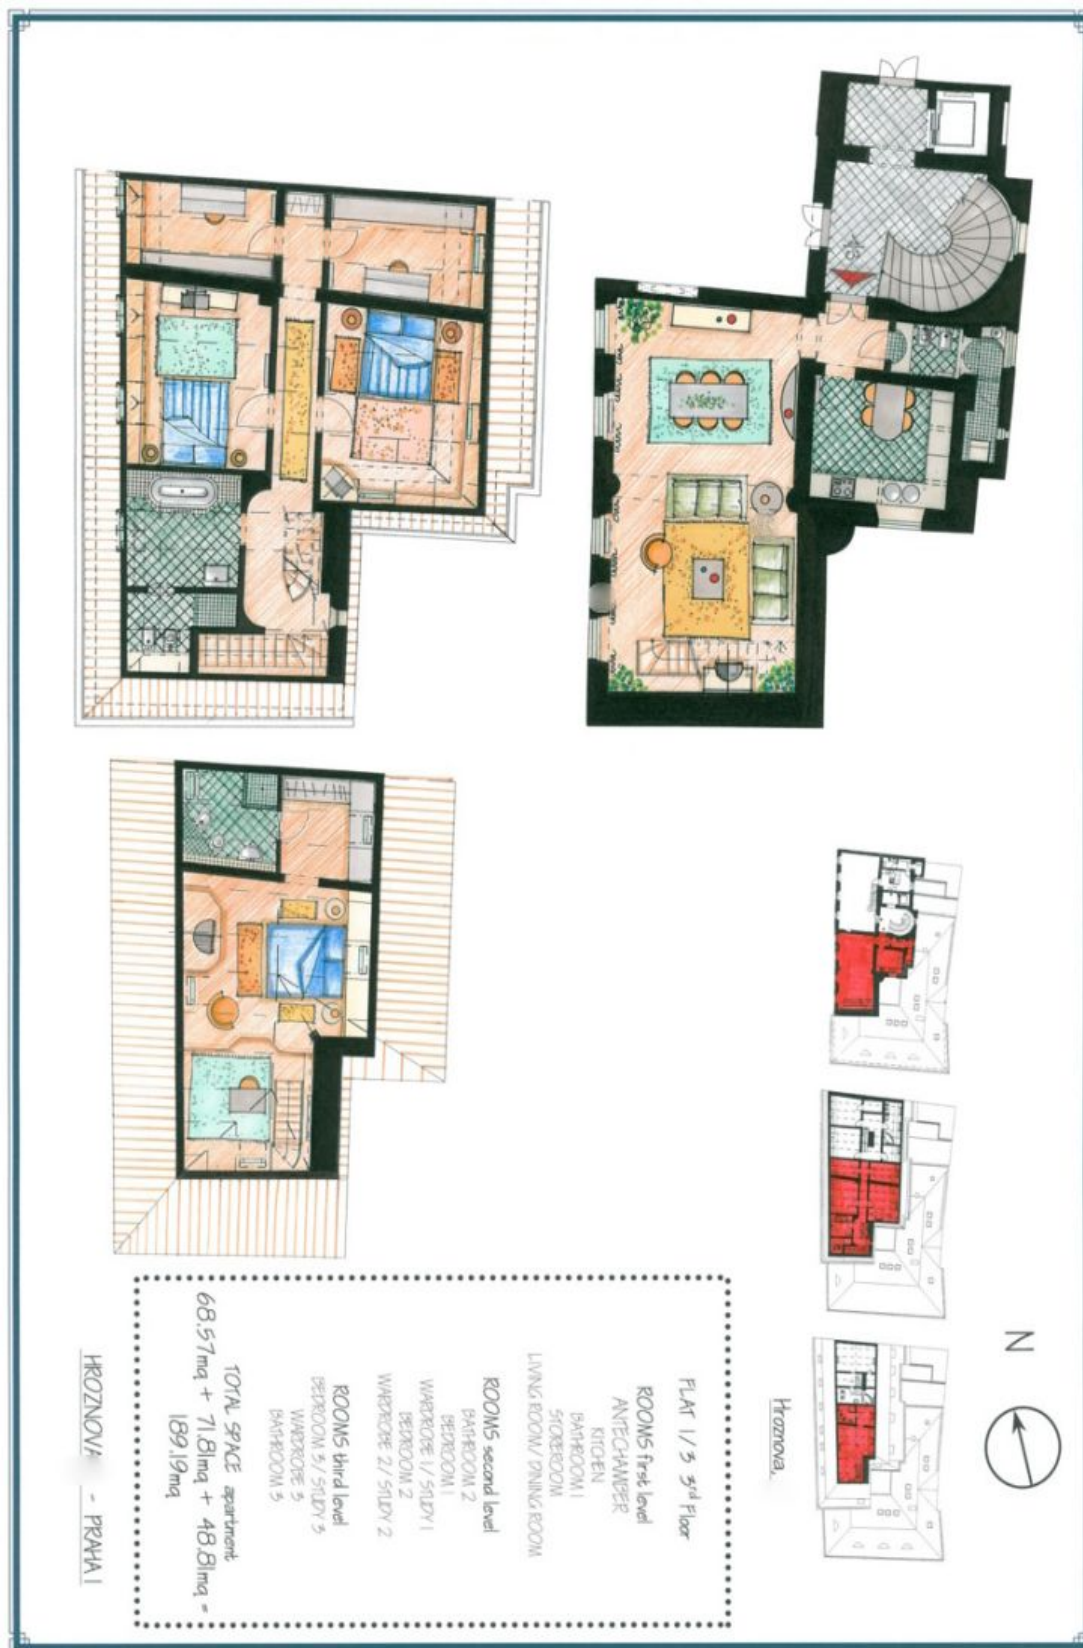 N
Hroznova,
FLAT 1/3 3rd Floor
ROOMS first level
ANTECHAMBER
KITCHEN
BATHROOM 1
STOREROOM
LIVING ROOM / DINING ROOM
ROOMS second level
BATHROOM 2
BEDROOM 1
WARDROBE 1 / STUDY 1
BEDROOM 2
WARDROBE 2 / STUDY 2
ROOMS third level
BEDROOM 3 / STUDY 3
WARDROBE 3
BATHROOM 3
TOTAL SPACE apartment
68.57mq + 71.81mq + 48.81mq =
189.19mq
HROZNOVA - PRAHA 1